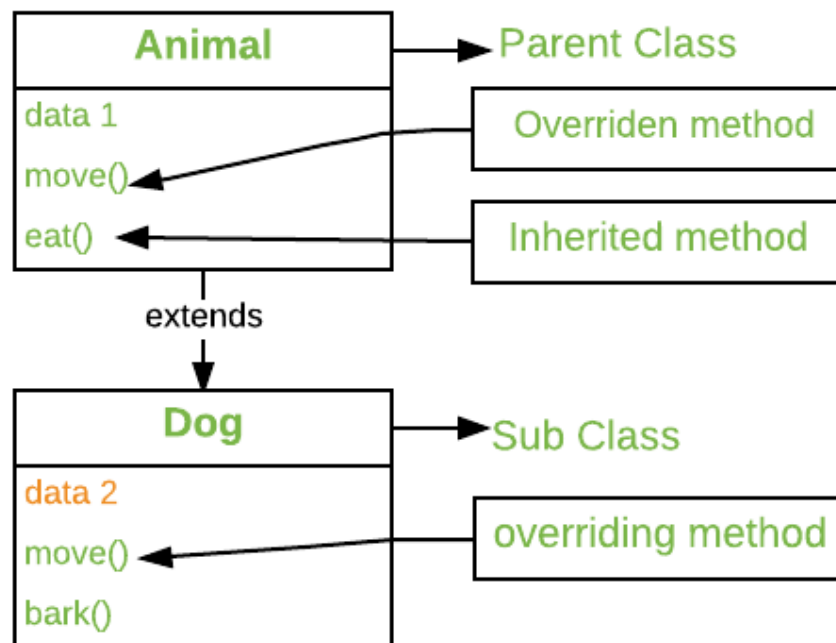 Animal
Parent Class
data 1
Overriden method
move()
eat()
Inherited method
extends
Dog
Sub Class
data 2
overriding method
move()
bark()